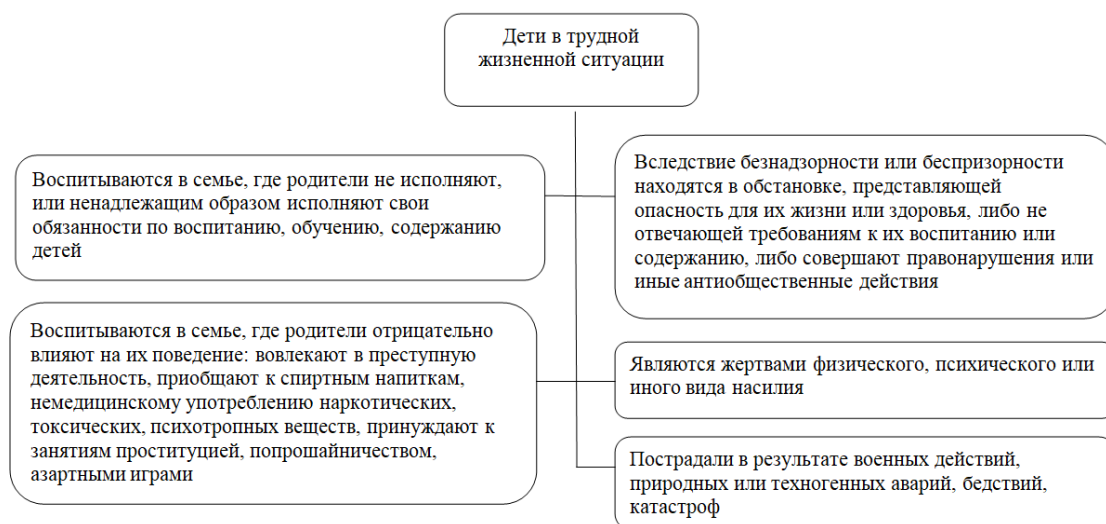 Дети в трудной
жизненной ситуации
Воспитываются в семье, где родители не исполняют,
или ненадлежащим образом исполняют свои
обязанности по воспитанию, обучению, содержанию
детей
Вследствие безнадзорности или беспризорности
находятся в обстановке, представляющей
опасность для их жизни или здоровья, либо не
отвечающей требованиям к их воспитанию или
содержанию, либо совершают правонарушения или
иные антиобщественные действия
Воспитываются в семье, где родители отрицательно
влияют на их поведение: вовлекают в преступную
деятельность, приобщают к спиртным напиткам,
немедицинскому употреблению наркотических,
токсических, психотропных веществ, принуждают к
занятиям проституцией, попрошайничеством,
азартными играми
Являются жертвами физического, психического или
иного вида насилия
Пострадали в результате военных действий,
природных или техногенных аварий, бедствий,
катастроф